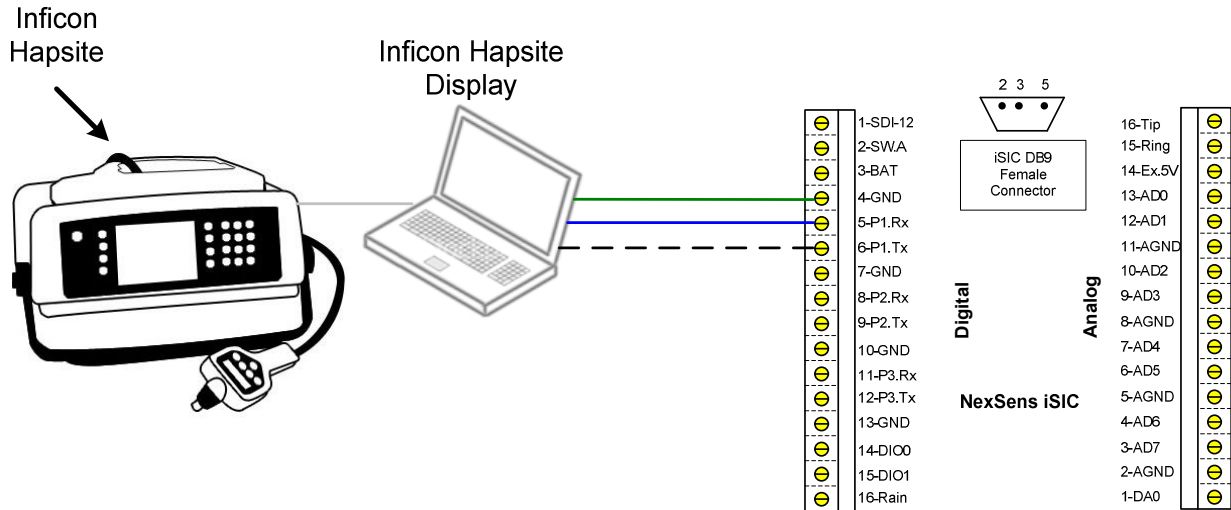 Inficon
Hapsite
Inficon Hapsite
Display
1-SDI-12
2-SW.A
3-BAT
4-GND
5-P1.Rx
6-P1.Tx
7-GND
8-P2.Rx
9-P2.Tx
10-GND
11-P3.Rx
12-P3.Tx
13-GND
14-DIO0
15-DIO1
16-Rain
2 3 5
iSIC DB9
Female
Connector
Digital
Analog
NexSens iSIC
16-Tip
15-Ring
14-Ex.5V
13-AD0
12-AD1
11-AGND
10-AD2
9-AD3
8-AGND
7-AD4
6-AD5
5-AGND
4-AD6
3-AD7
2-AGND
1-DA0